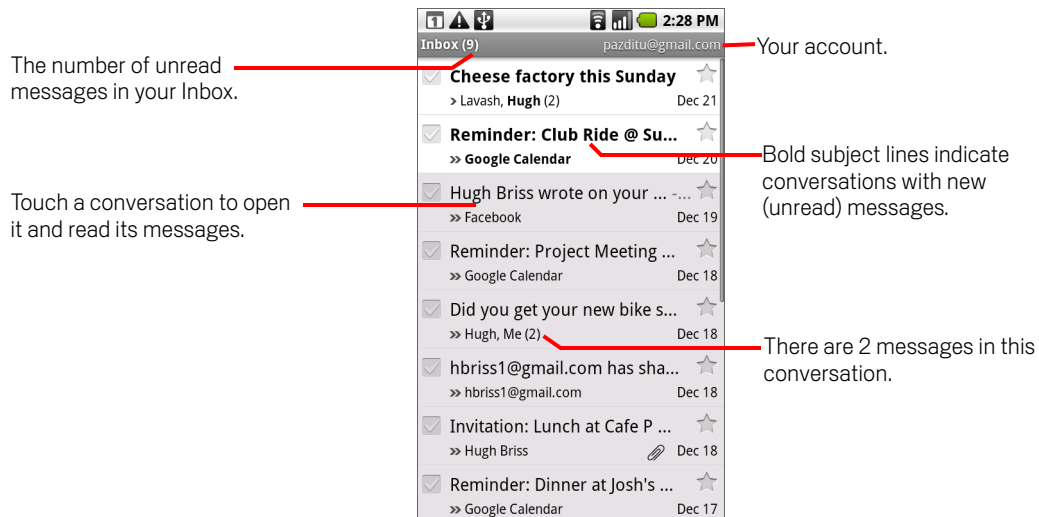 1 2:28 PM
Inbox (9) pazditu@gmail.com
Your account.
The number of unread
messages in your Inbox.
Cheese factory this Sunday
› Lavash, Hugh (2) Dec 21
Reminder: Club Ride @ Su...
» Google Calendar Dec 20
Bold subject lines indicate
conversations with new
(unread) messages.
Touch a conversation to open
it and read its messages.
Hugh Briss wrote on your ... -...
» Facebook Dec 19
Reminder: Project Meeting ...
» Google Calendar Dec 18
Did you get your new bike s...
» Hugh, Me (2) Dec 18
There are 2 messages in this
conversation.
hbriss1@gmail.com has sha...
» hbriss1@gmail.com Dec 18
Invitation: Lunch at Cafe P ...
» Hugh Briss Dec 18
Reminder: Dinner at Josh's ...
» Google Calendar Dec 17